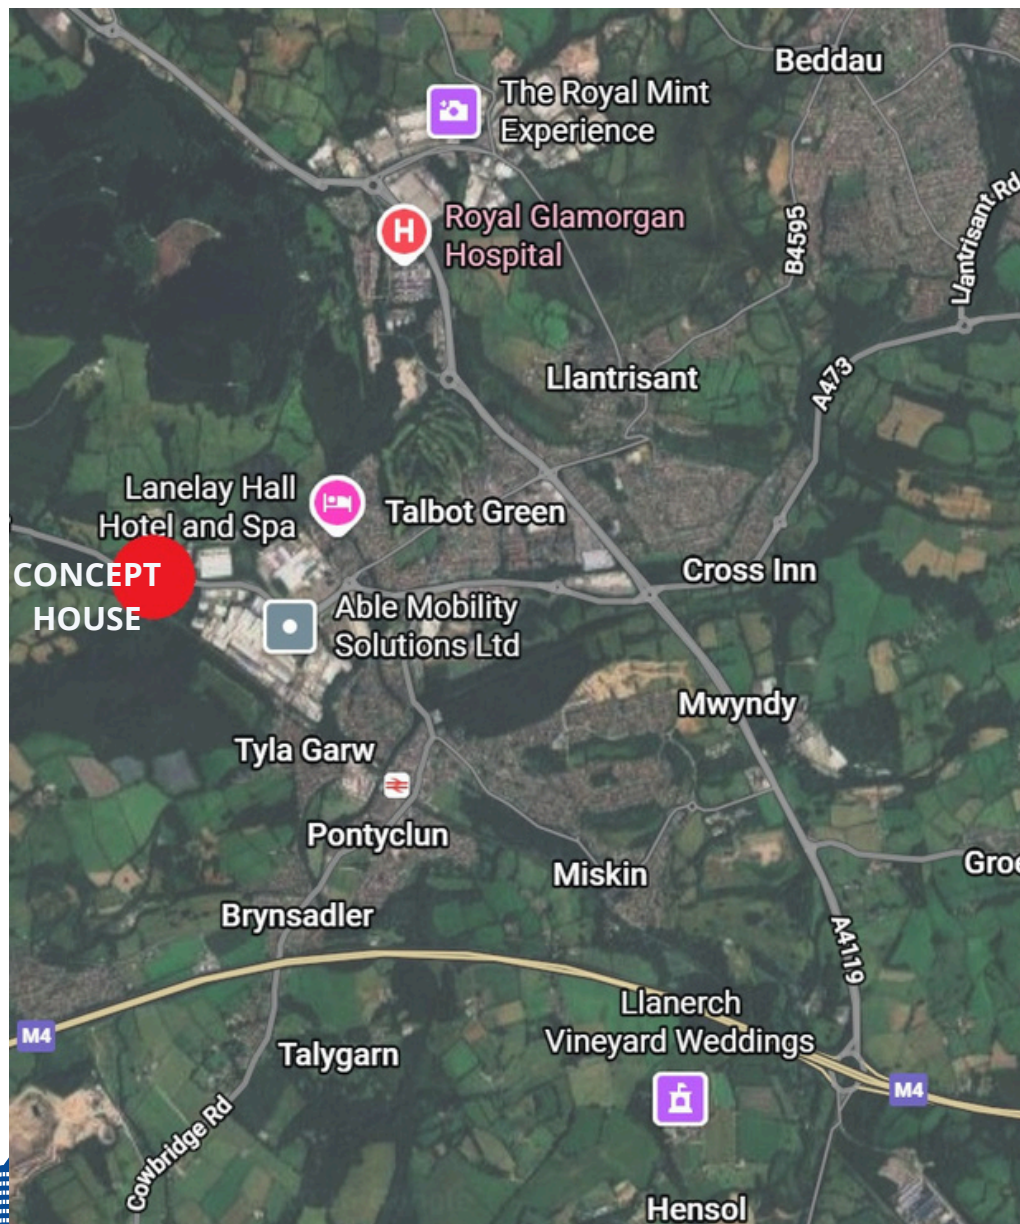 Beddau
The Royal Mint
Experience
Llantrisant Rd
Royal Glamorgan
Hospital
H
B4595
Llantrisant
A473
Lanelay Hall
Hotel and Spa
Talbot Green
CONCEPT
HOUSE
Cross Inn
Able Mobility
Solutions Ltd
Mwyndy
Tyla Garw
Pontyclun
Groe
Miskin
Brynsadler
A4119
Llanerch
Vineyard Weddings
M4
Talygarn
M4
Cowbridge Rd
Hensol